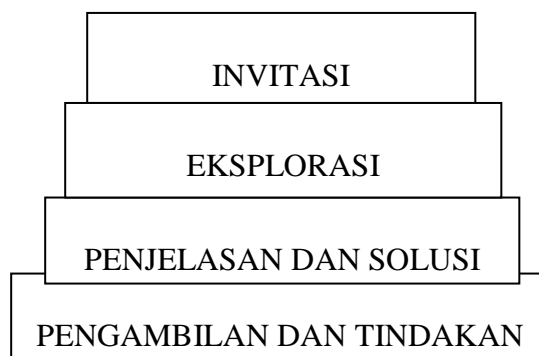 INVITASI
EKSPLORASI
PENJELASAN DAN SOLUSI
PENGAMBILAN DAN TINDAKAN